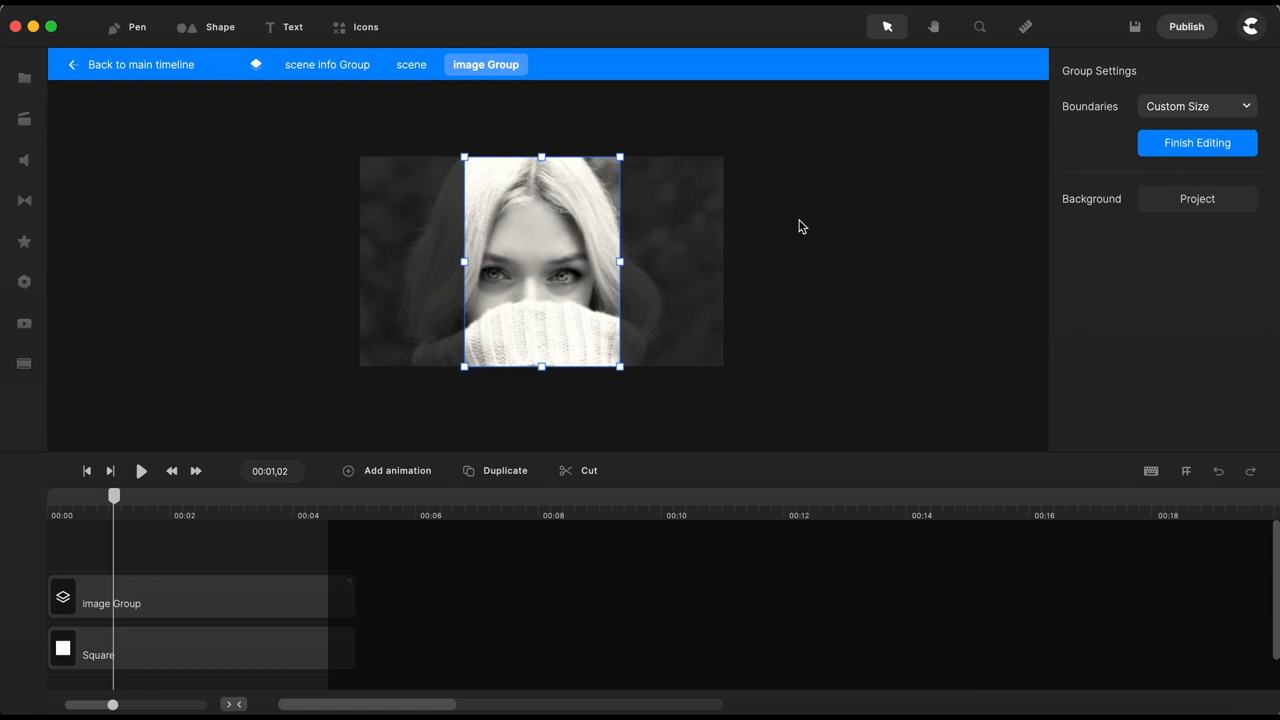 Pen Shape Text Icons Publish
Back to main timeline scene info Group scene image Group
Group Settings
Boundaries Custom Size
Finish Editing
Background Project
00:01,02 Add animation Duplicate Cut
00:00 00:02 00:04 00:06 00:08 00:10 00:12 00:14 00:16 00:18
image Group
Square